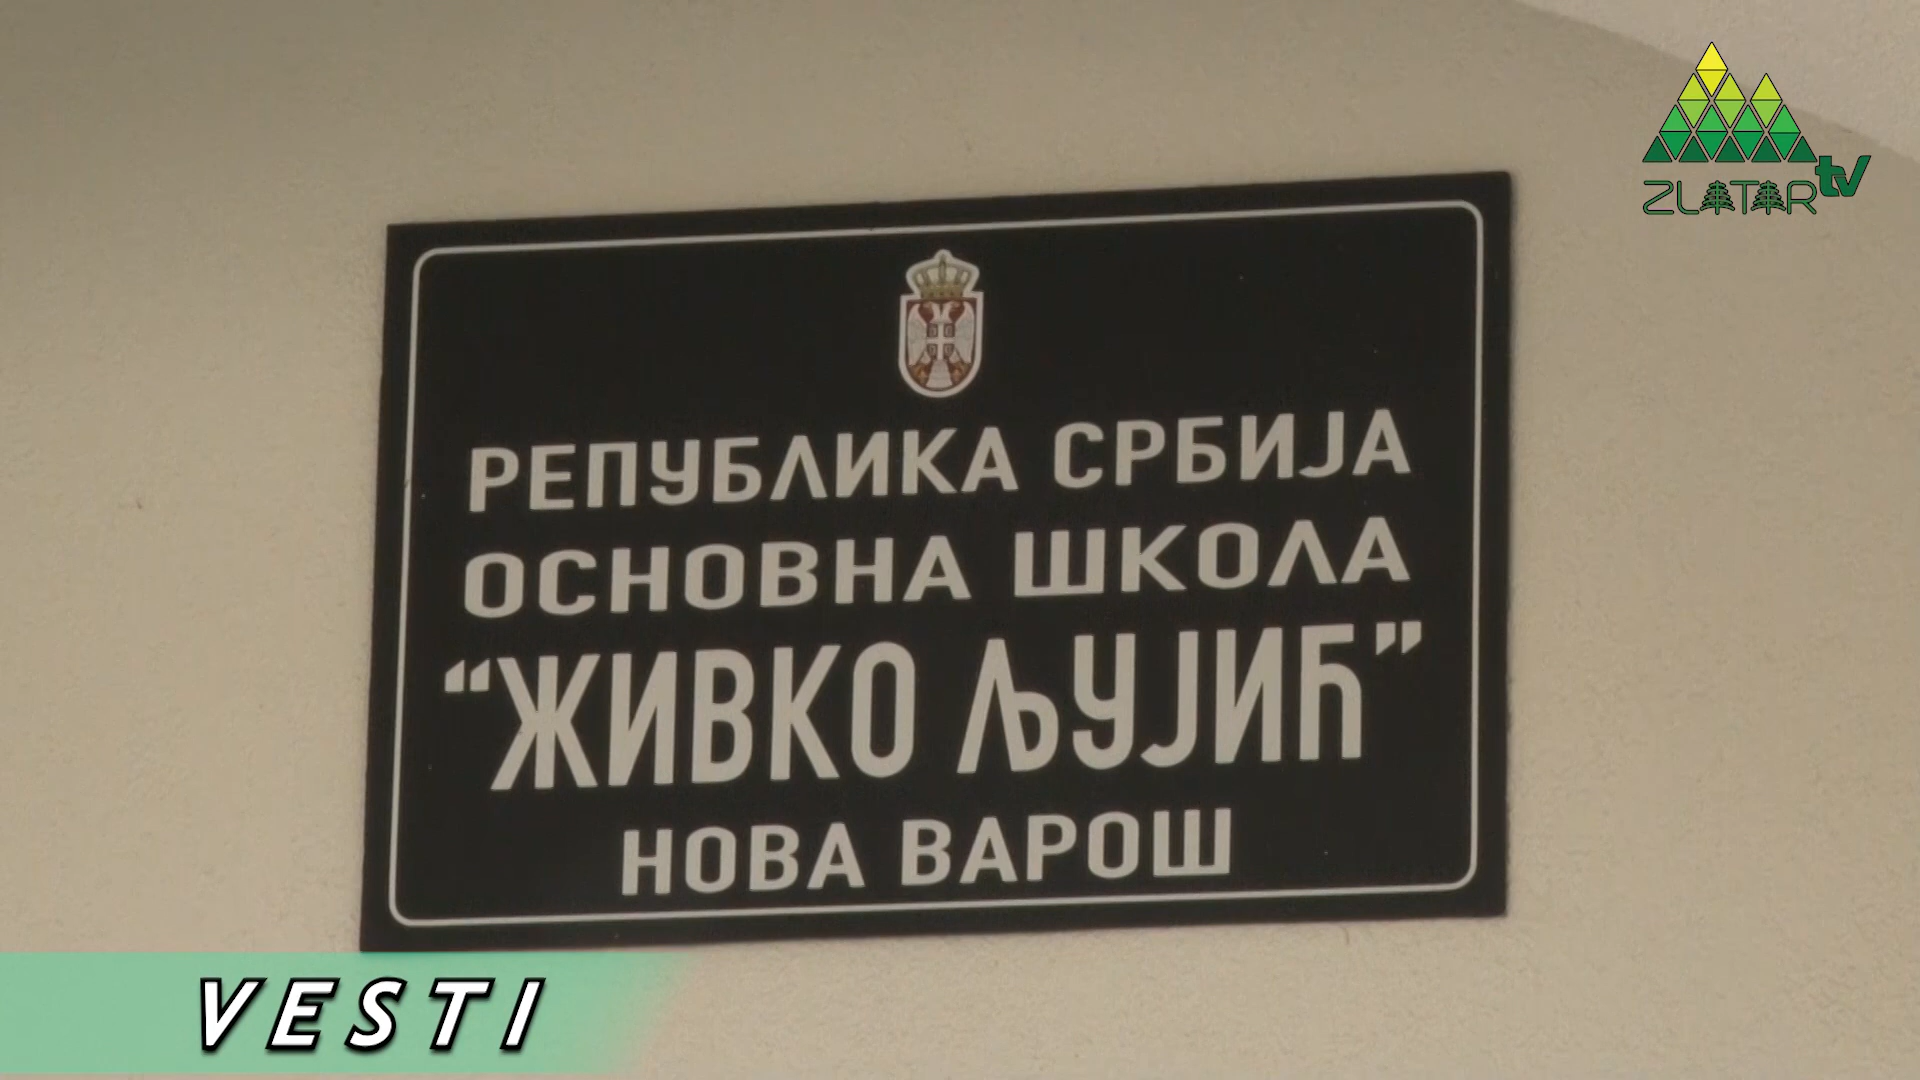 ZLATAR tv
РЕПУБЛИКА СРБИЈА
ОСНОВНА ШКОЛА
“ЖИВКО ЉУЈИЋ”
НОВА ВАРОШ
VESTI